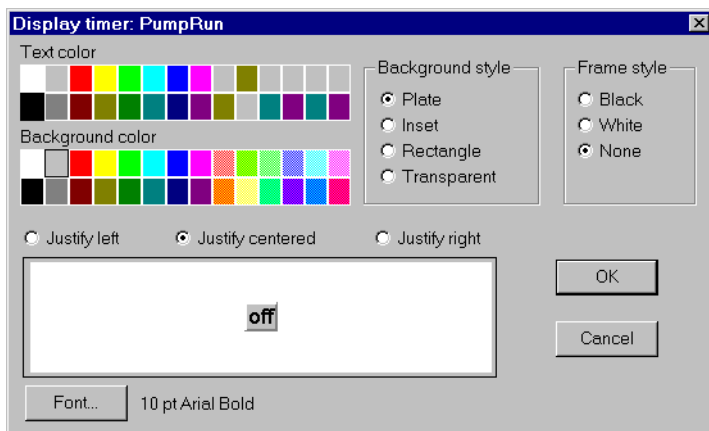 Display timer: PumpRun
Text color
Background color
Background style
Plate
Inset
Rectangle
Transparent
Frame style
Black
White
None
Justify left
Justify centered
Justify right
off
OK
Cancel
Font...
10 pt Arial Bold